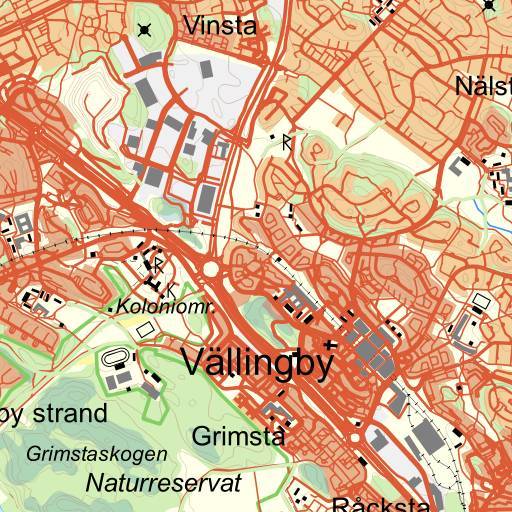 Vinsta
Nälst
R
R
K
Koloniomr.
Vällingby
by strand
Grimsta
Grimstaskogen
Naturreservat
Råcksta